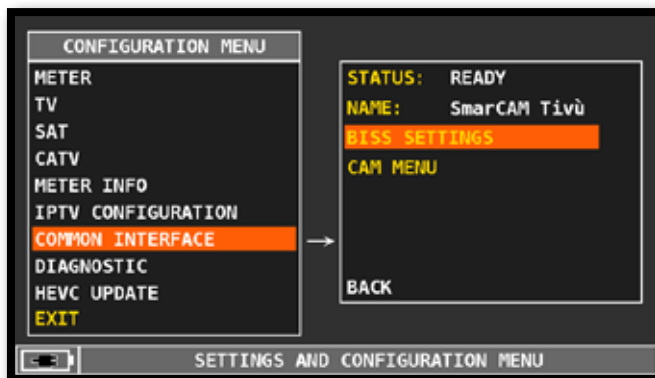 CONFIGURATION MENU
METER
TV
SAT
CATV
METER INFO
IPTV CONFIGURATION
COMMON INTERFACE
DIAGNOSTIC
HEVC UPDATE
EXIT
→
STATUS: READY
NAME: SmarCAM Tivù
BISS SETTINGS
CAM MENU
BACK
SETTINGS AND CONFIGURATION MENU